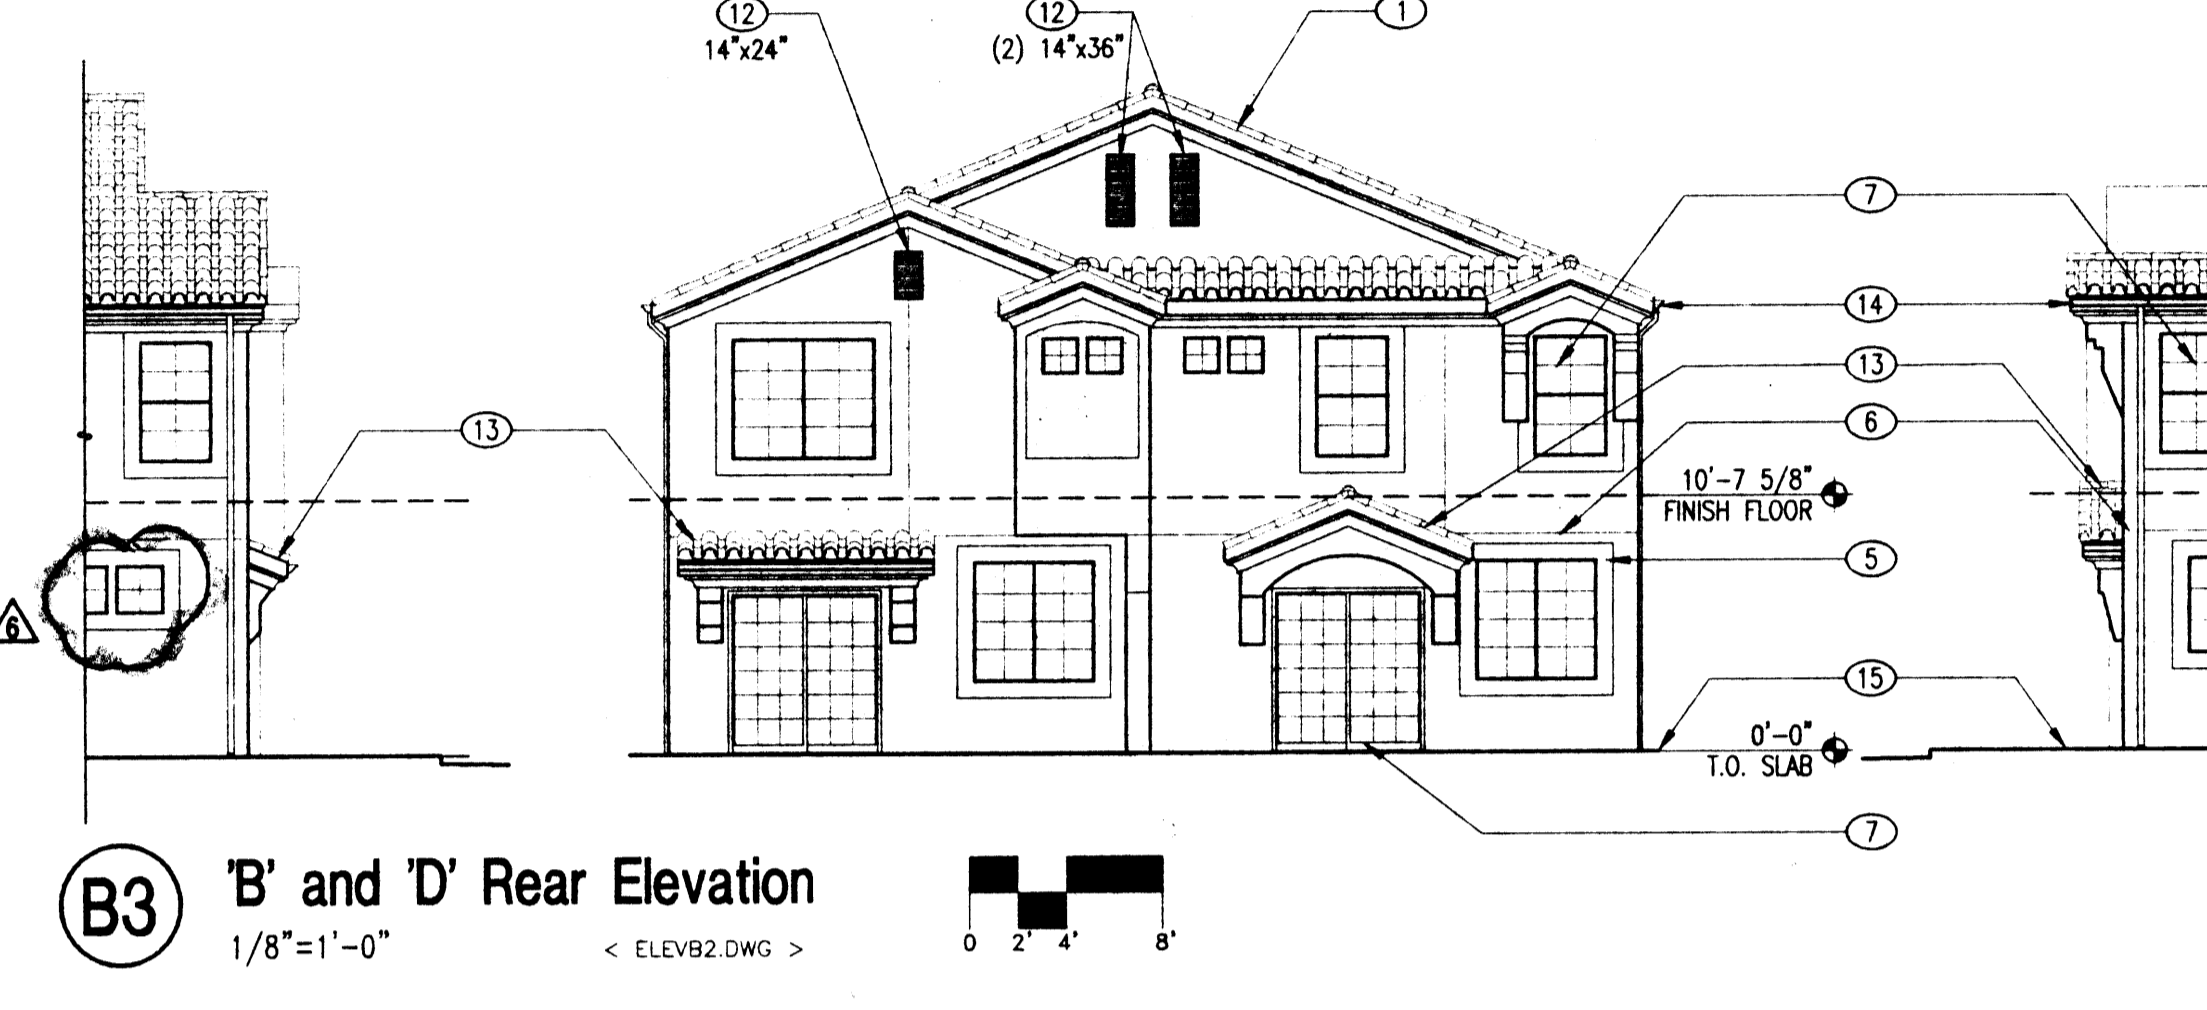 12
14"x24"
12
(2) 14"x36"
1
7
14
13
13
6
10'-7 5/8"
FINISH FLOOR
5
6
15
0'-0"
T.O. SLAB
7
B3
'B' and 'D' Rear Elevation
1/8"=1'-0"
< ELEVB2.DWG >
0 2' 4' 8'